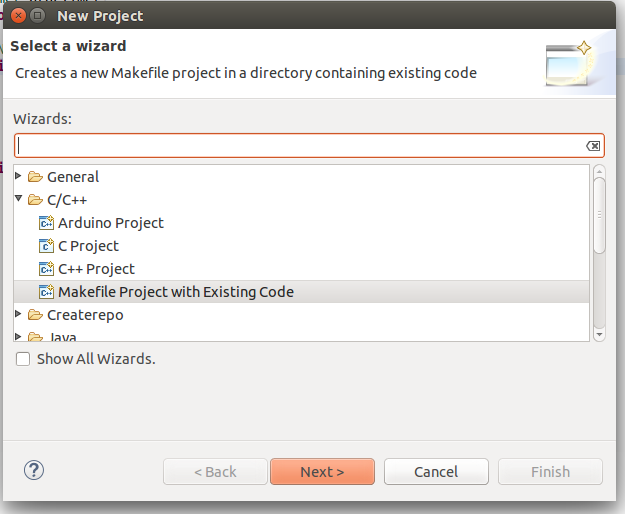 New Project
Select a wizard
Creates a new Makefile project in a directory containing existing code
Wizards:
General
C/C++
Arduino Project
C Project
C++ Project
Makefile Project with Existing Code
Createrepo
Java
Show All Wizards.
< Back Next > Cancel Finish